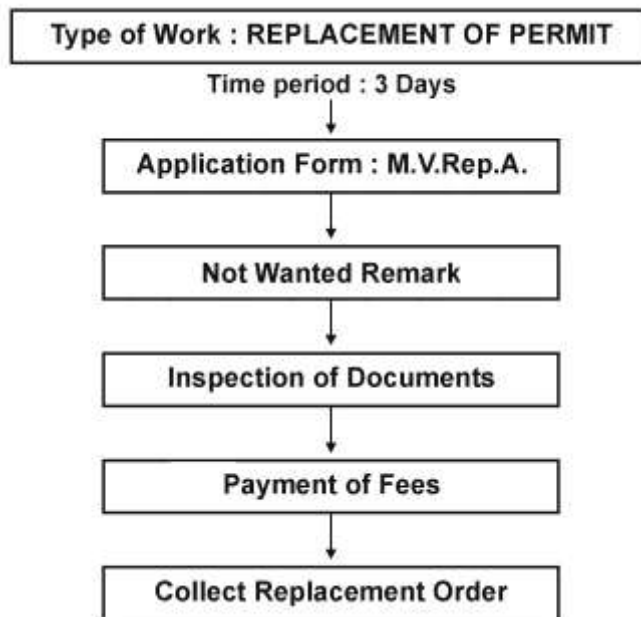 Type of Work : REPLACEMENT OF PERMIT
Time period : 3 Days
Application Form : M.V.Rep.A.
Not Wanted Remark
Inspection of Documents
Payment of Fees
Collect Replacement Order